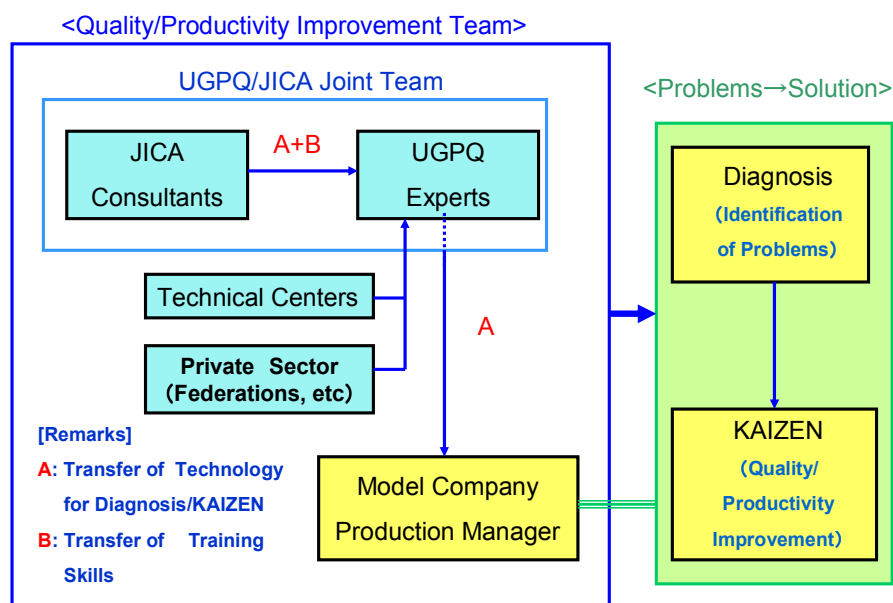 <Quality/Productivity Improvement Team>
UGPQ/JICA Joint Team
JICA
Consultants
A+B
UGPQ
Experts
Technical Centers
Private Sector
（Federations, etc）
A
[Remarks]
A: Transfer of Technology
for Diagnosis/KAIZEN
B: Transfer of Training
Skills
Model Company
Production Manager
<Problems→Solution>
Diagnosis
（Identification
of Problems）
KAIZEN
（Quality/
Productivity
Improvement）